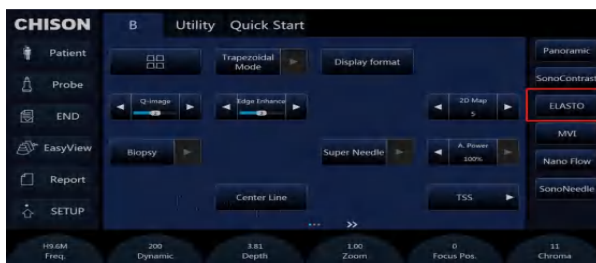 CHISON
B Utility Quick Start
Patient
Probe
END
EasyView
Report
SETUP
Trapezoidal
Mode
Display format
Q-image
2
Edge Enhance
2D Map
5
Biopsy
Super Needle
A. Power
100%
Center Line
TSS
Panoramic
SonoContrast
ELASTO
MVI
Nano Flow
SonoNeedle
H9.6M
Freq.
200
Dynamic
3.81
Depth
1.00
Zoom
0
Focus Pos.
11
Chroma